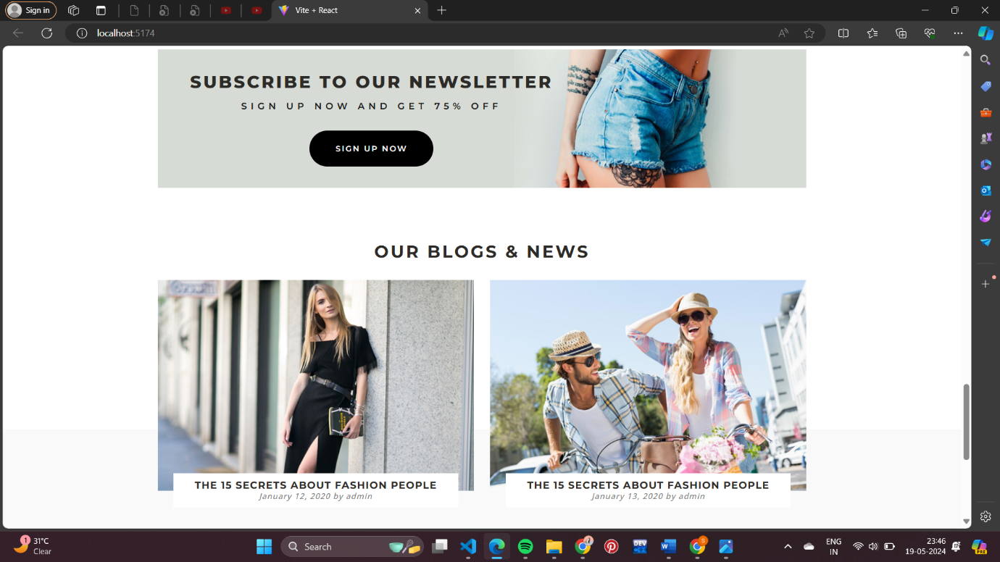 Sign in
Vite + React
localhost:5174
SUBSCRIBE TO OUR NEWSLETTER
SIGN UP NOW AND GET 75% OFF
SIGN UP NOW
OUR BLOGS & NEWS
THE 15 SECRETS ABOUT FASHION PEOPLE
January 12, 2020 by admin
THE 15 SECRETS ABOUT FASHION PEOPLE
January 13, 2020 by admin
1
31°C
Clear
Search
DEV
PRE
ENG
IN
23:46
19-05-2024